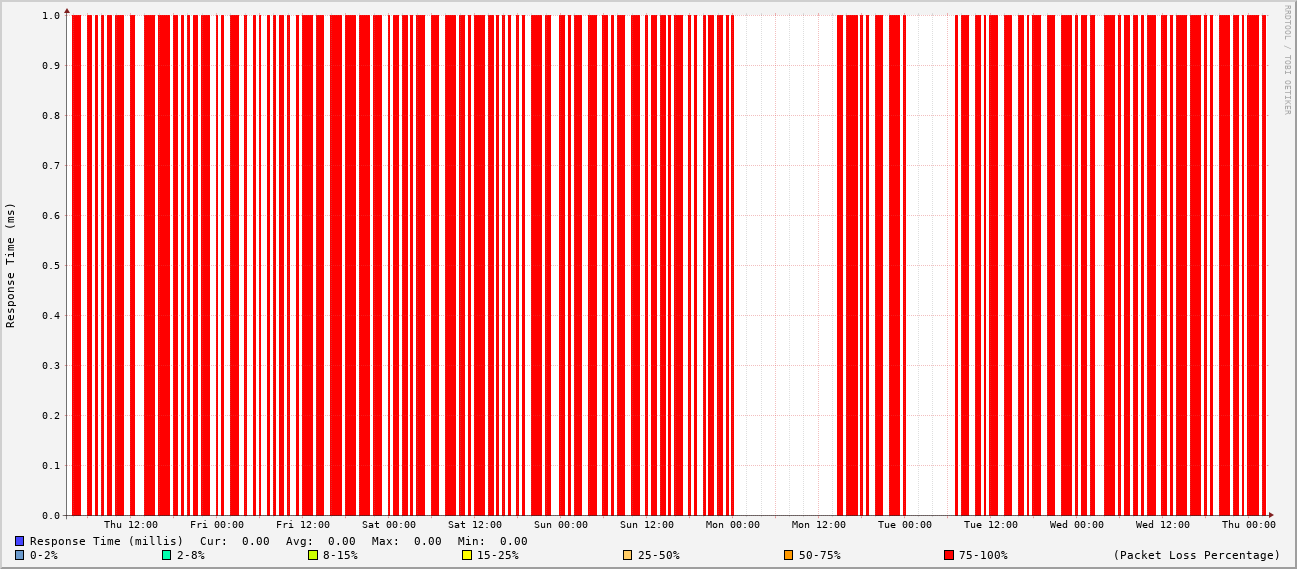 RRDTOOL / TOBI OETIKER
Response Time (ms)
1.0
0.9
0.8
0.7
0.6
0.5
0.4
0.3
0.2
0.1
0.0
Thu 12:00 Fri 00:00 Fri 12:00 Sat 00:00 Sat 12:00 Sun 00:00 Sun 12:00 Mon 00:00 Mon 12:00 Tue 00:00 Tue 12:00 Wed 00:00 Wed 12:00 Thu 00:00
Response Time (millis) Cur: 0.00 Avg: 0.00 Max: 0.00 Min: 0.00
0-2% 2-8% 8-15% 15-25% 25-50% 50-75% 75-100% (Packet Loss Percentage)